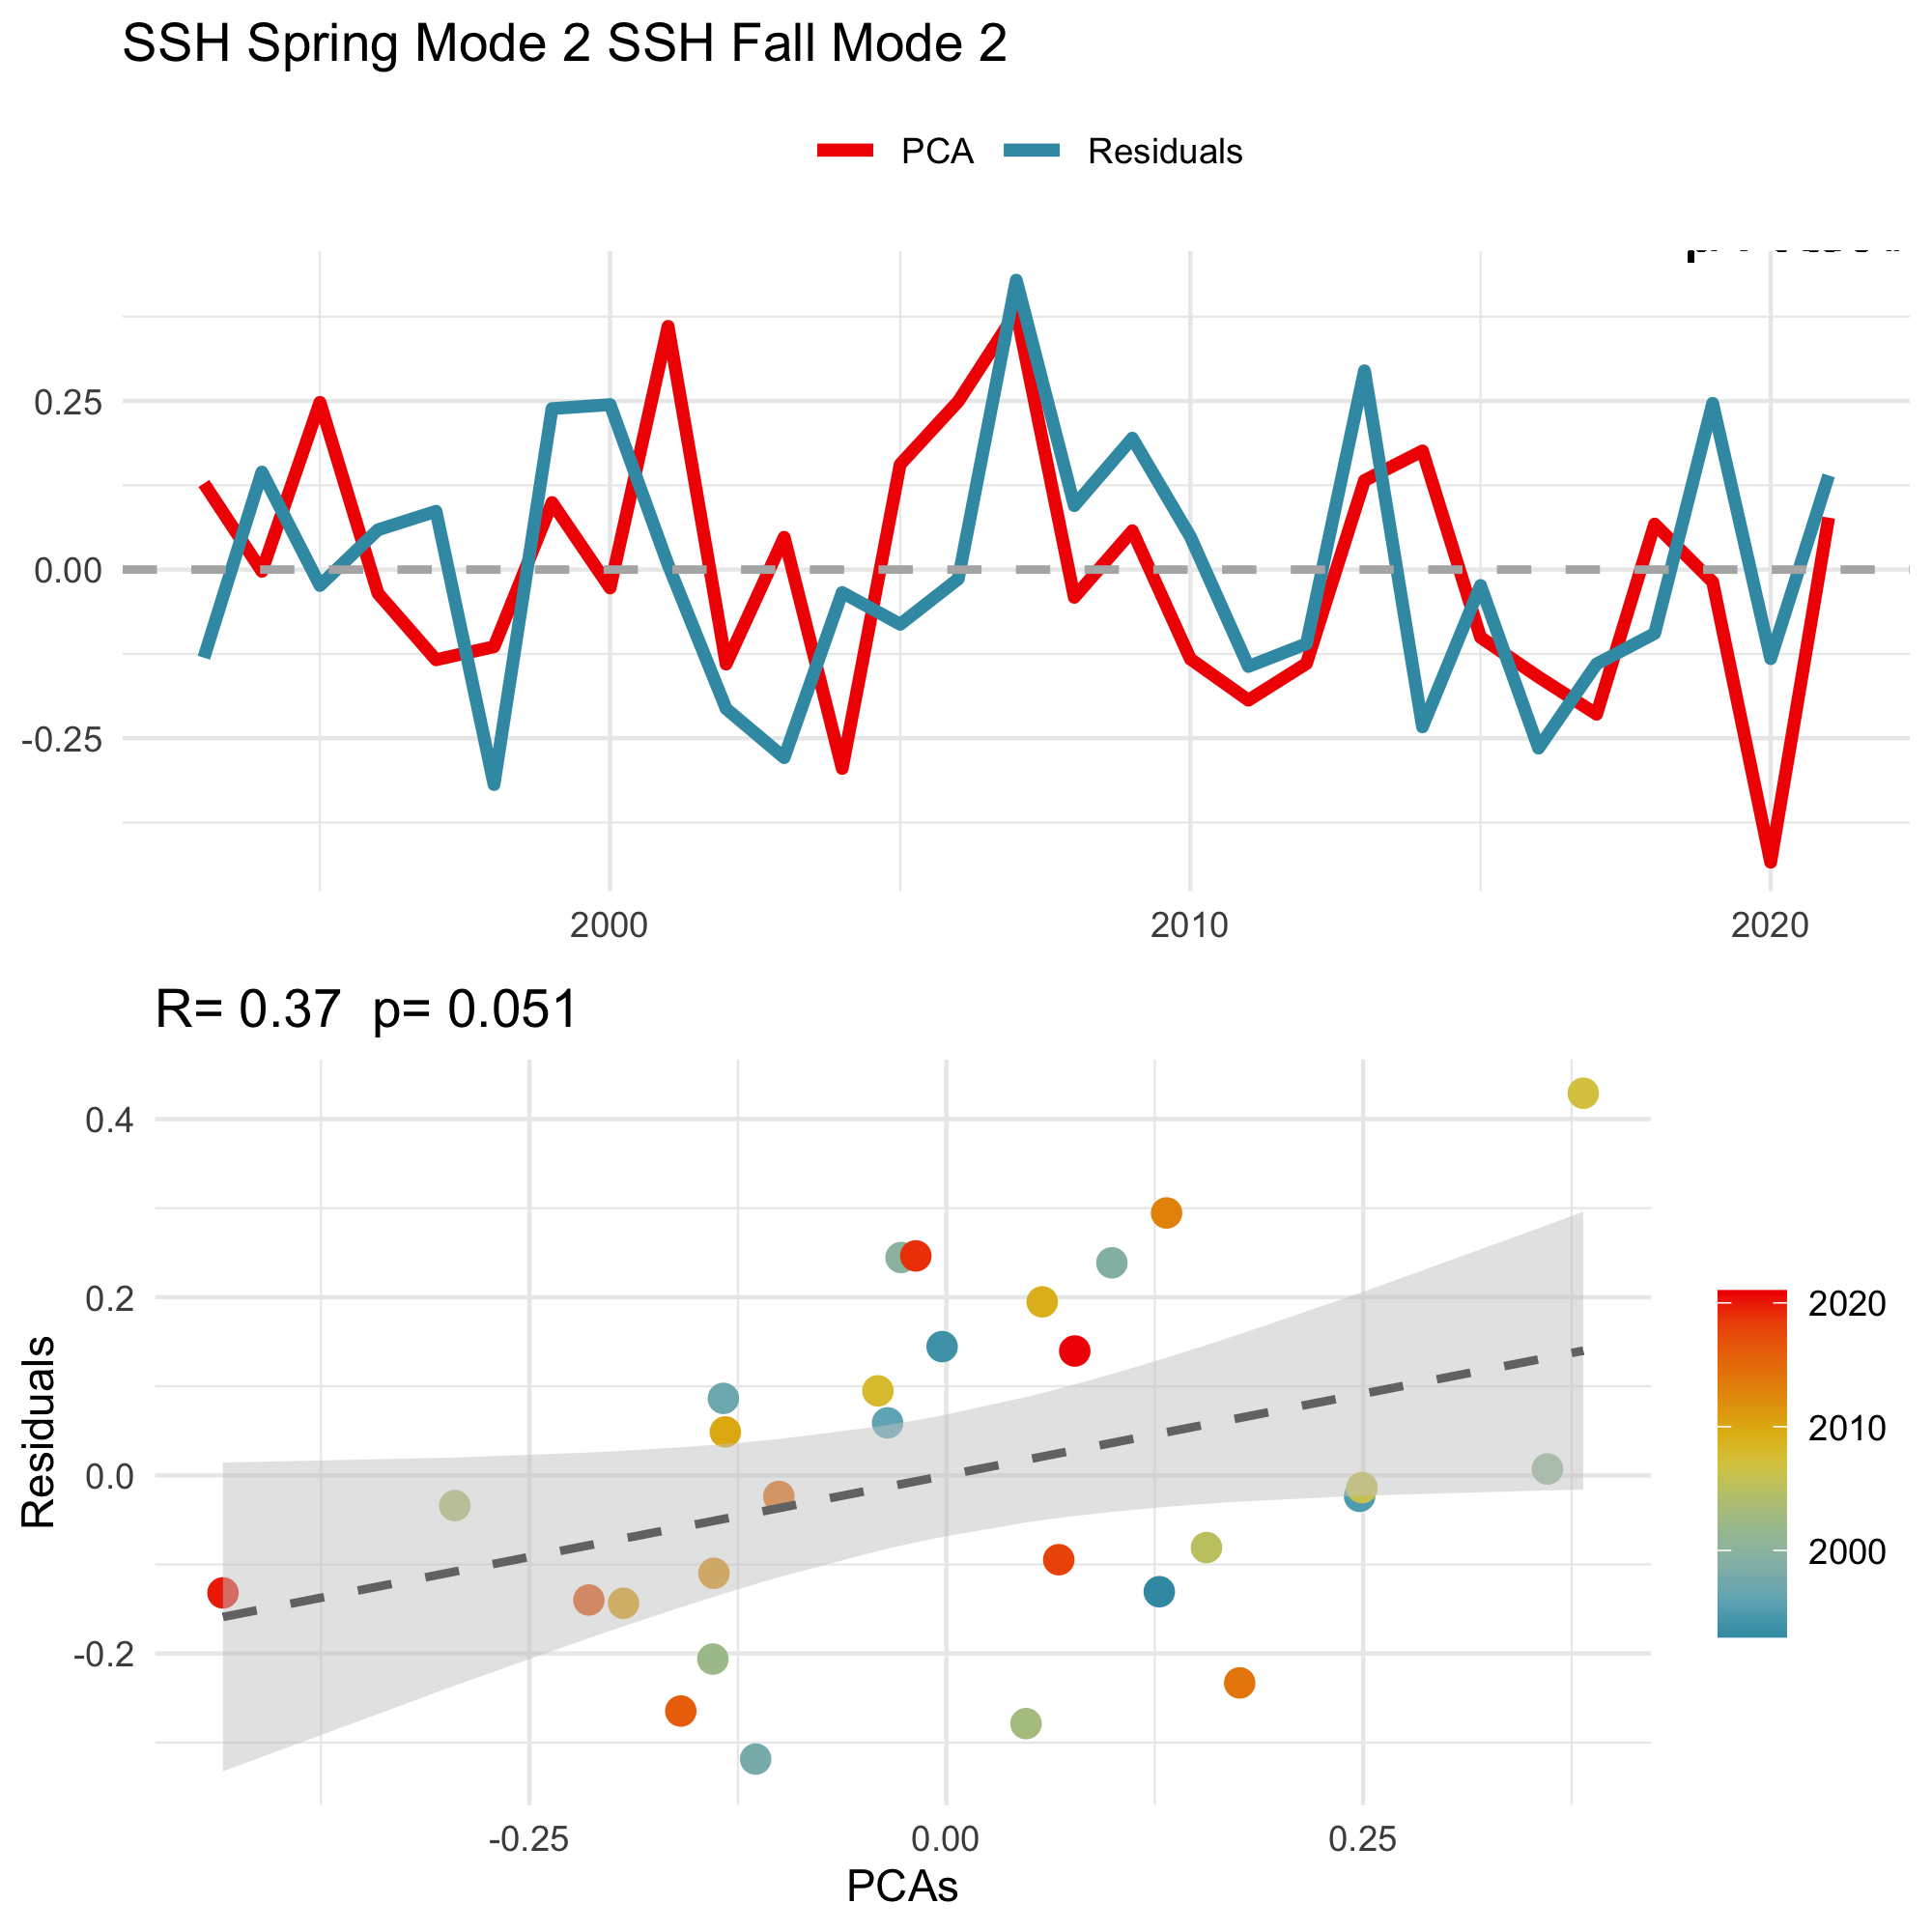 SSH Spring Mode 2 SSH Fall Mode 2
PCA Residuals
0.25
0.00
-0.25
2000 2010 2020
R= 0.37 p= 0.051
Residuals
0.4
0.2
0.0
-0.2
-0.25 0.00 0.25
PCAs
2020
2010
2000